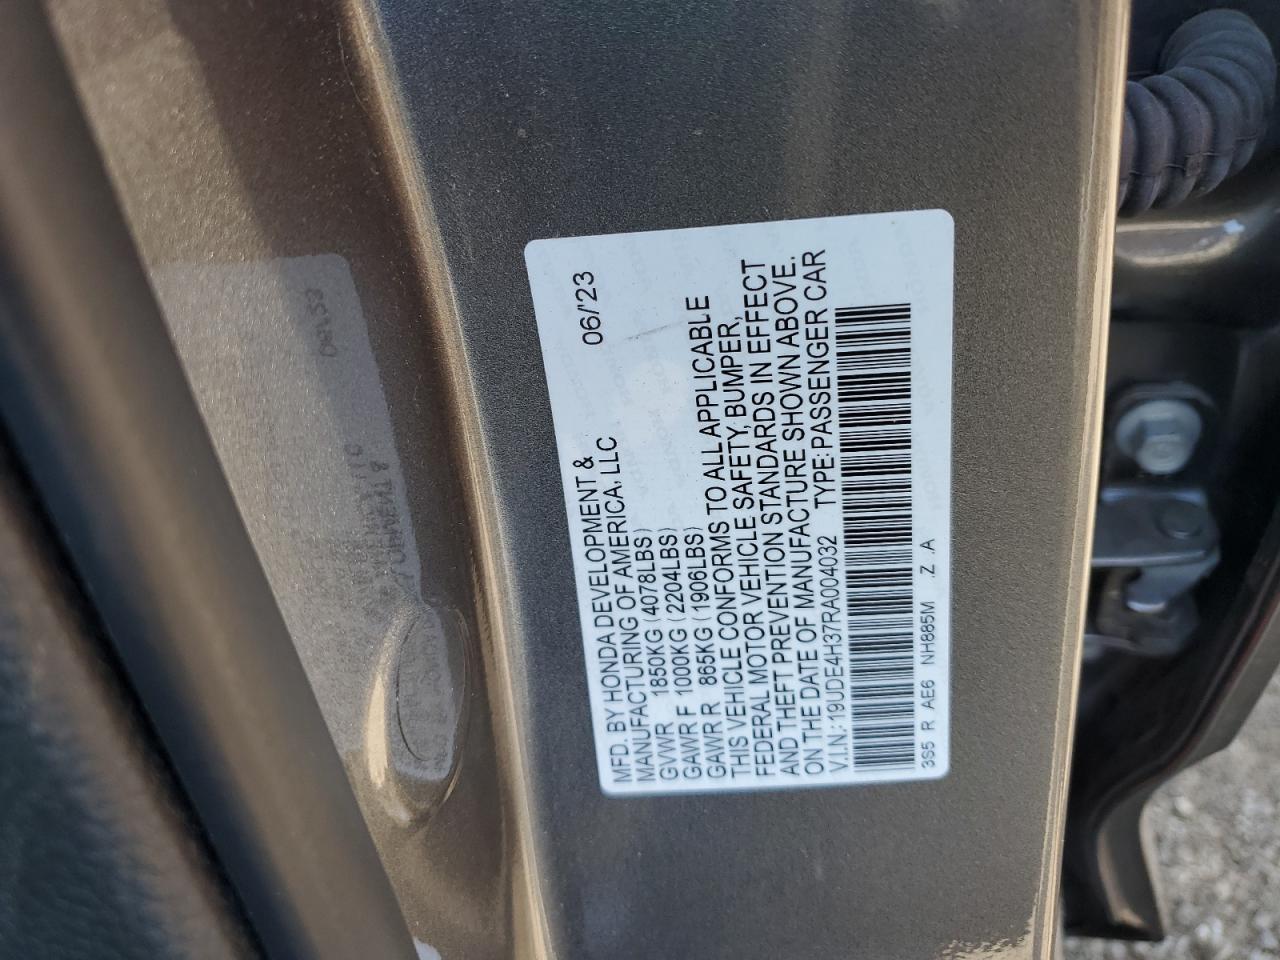 MFD. BY HONDA DEVELOPMENT &
MANUFACTURING OF AMERICA, LLC 06/'23
GVWR 1850KG (4078LBS)
GAWR F 1000KG (2204LBS)
GAWR R 865KG (1906LBS)
THIS VEHICLE CONFORMS TO ALL APPLICABLE
FEDERAL MOTOR VEHICLE SAFETY, BUMPER,
AND THEFT PREVENTION STANDARDS IN EFFECT
ON THE DATE OF MANUFACTURE SHOWN ABOVE.
V.I.N.:19UDE4H37RA004032 TYPE:PASSENGER CAR
3S5 R AE6 NH885M .Z .A